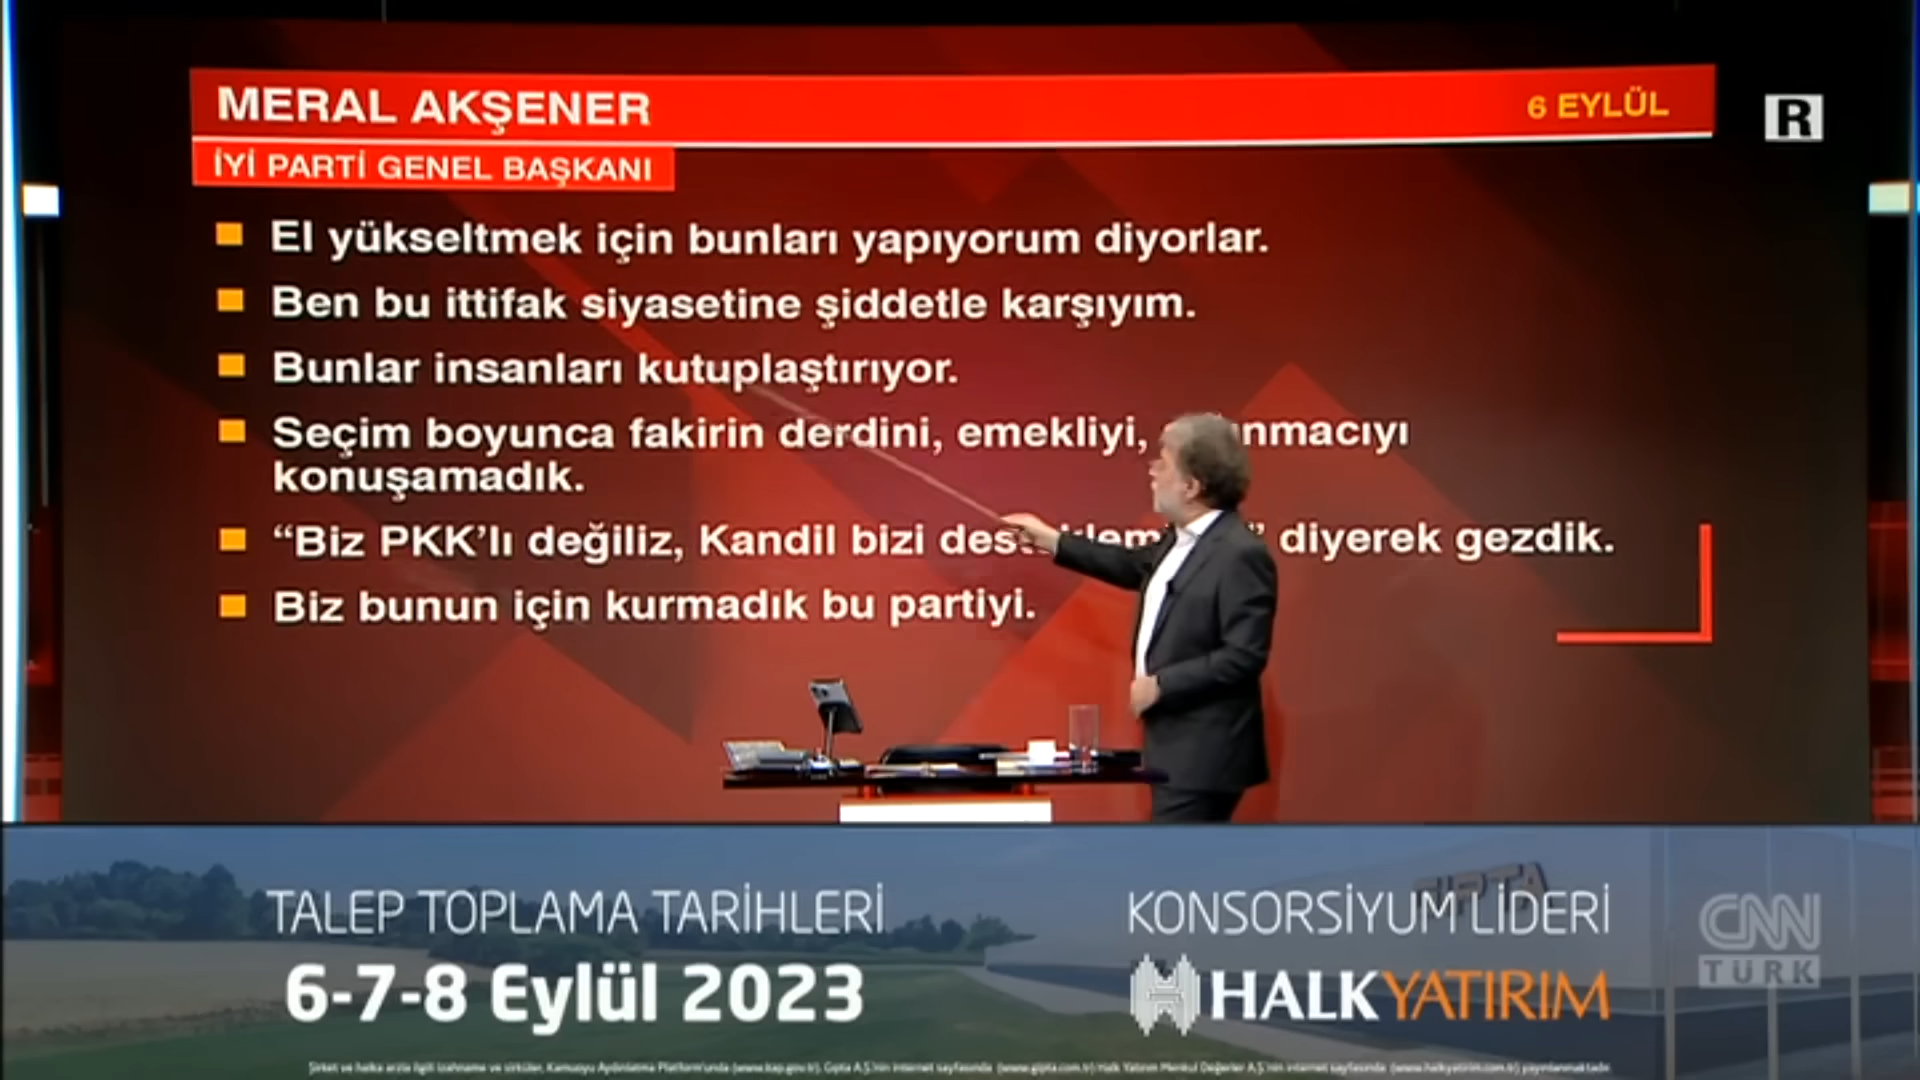 MERAL AKŞENER
6 EYLÜL
R
İYİ PARTİ GENEL BAŞKANI
El yükseltmek için bunları yapıyorum diyorlar.
Ben bu ittifak siyasetine şiddetle karşıyım.
Bunlar insanları kutuplaştırıyor.
Seçim boyunca fakirin derdini, emekliyi,
konuşamadık.
“Biz PKK’lı değiliz, Kandil bizi diyerek gezdik.
Biz bunun için kurmadık bu partiyi.
TALEP TOPLAMA TARİHLERİ
6-7-8 Eylül 2023
KONSORSİYUM LİDERİ
HALKYATIRIM
CNN
TÜRK